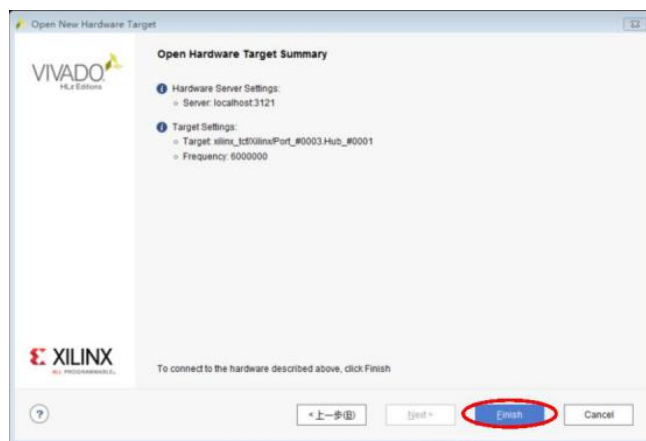 Open New Hardware Target
VIVADO
HLx Editions
Open Hardware Target Summary
Hardware Server Settings:
Server: localhost:3121
Target Settings:
Target: xilinx_tcf/Xilinx/Port_#0003.Hub_#0001
Frequency: 6000000
XILINX
ALL PROGRAMMABLE.
To connect to the hardware described above, click Finish
?
<上一步(B)
Next >
Finish
Cancel